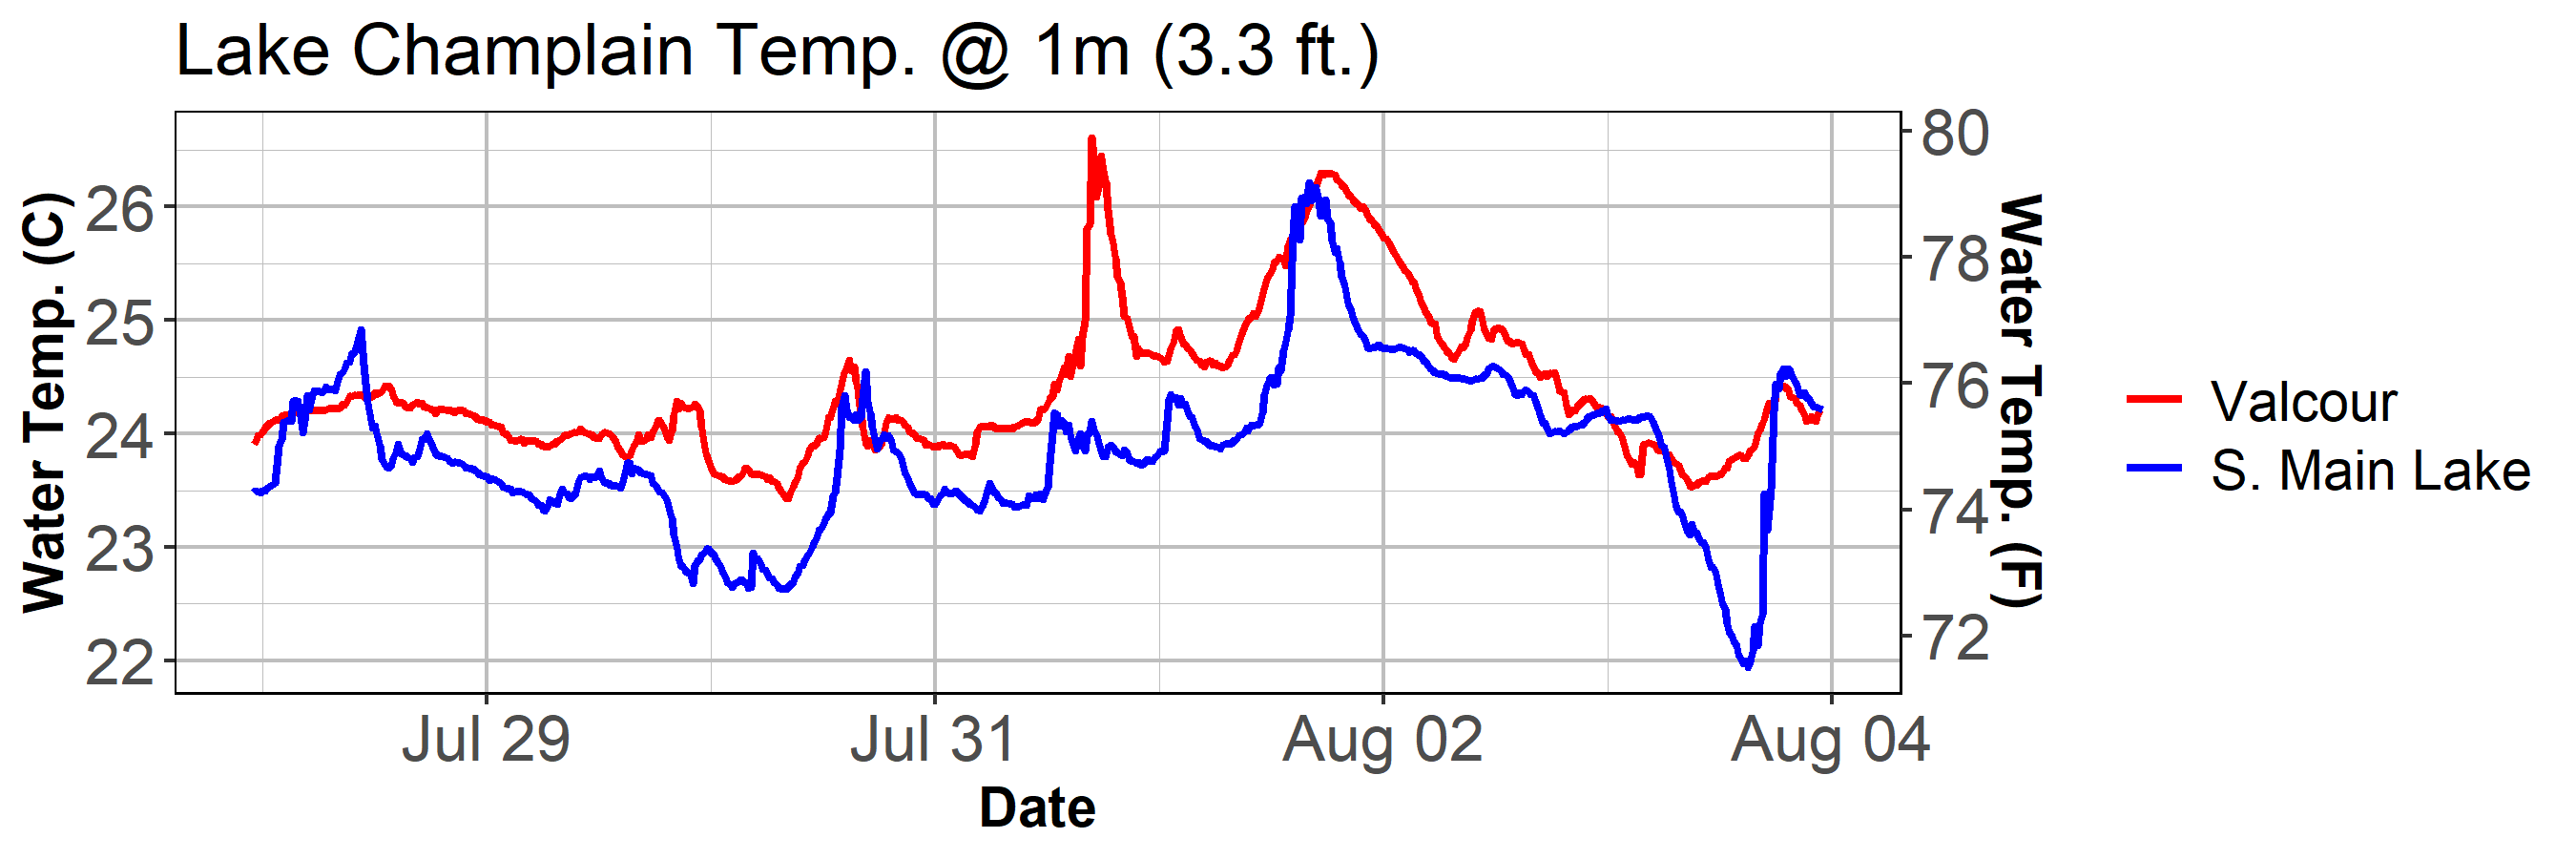 Lake Champlain Temp. @ 1m (3.3 ft.)
Water Temp. (C)
26
25
24
23
22
80
78
76
74
72
Water Temp. (F)
Jul 29
Jul 31
Aug 02
Aug 04
Date
Valcour
S. Main Lake